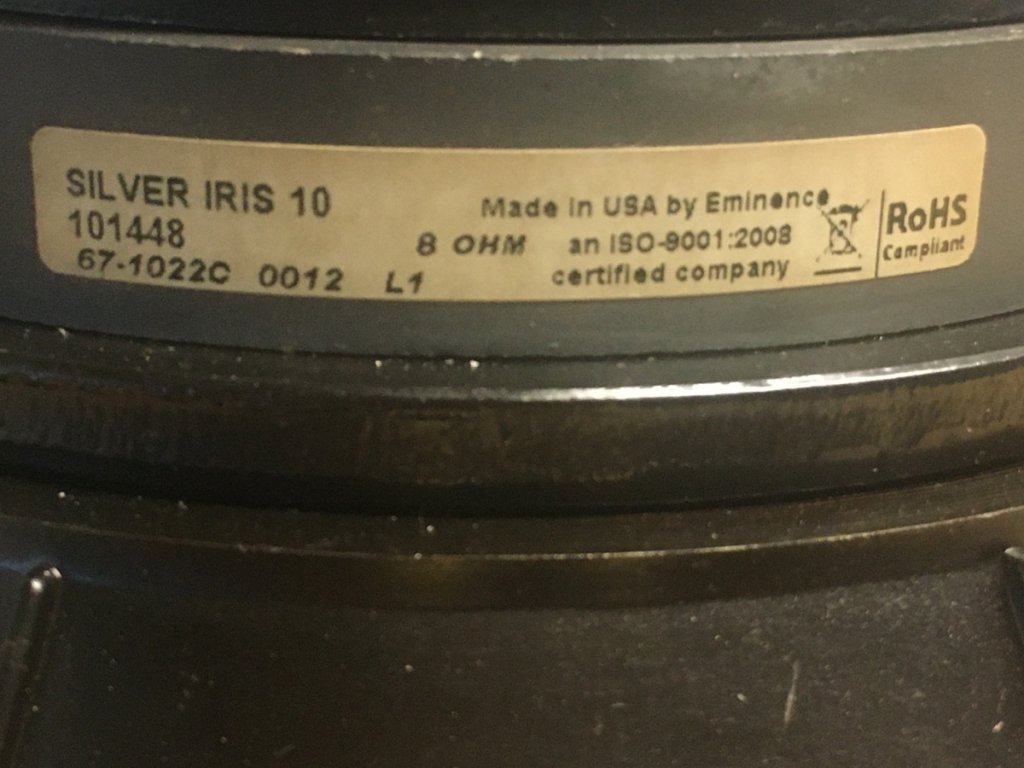 SILVER IRIS 10
101448
67-1022C 0012 L1
8 OHM
Made in USA by Eminence
an ISO-9001:2008
certified company
RoHS
Compliant